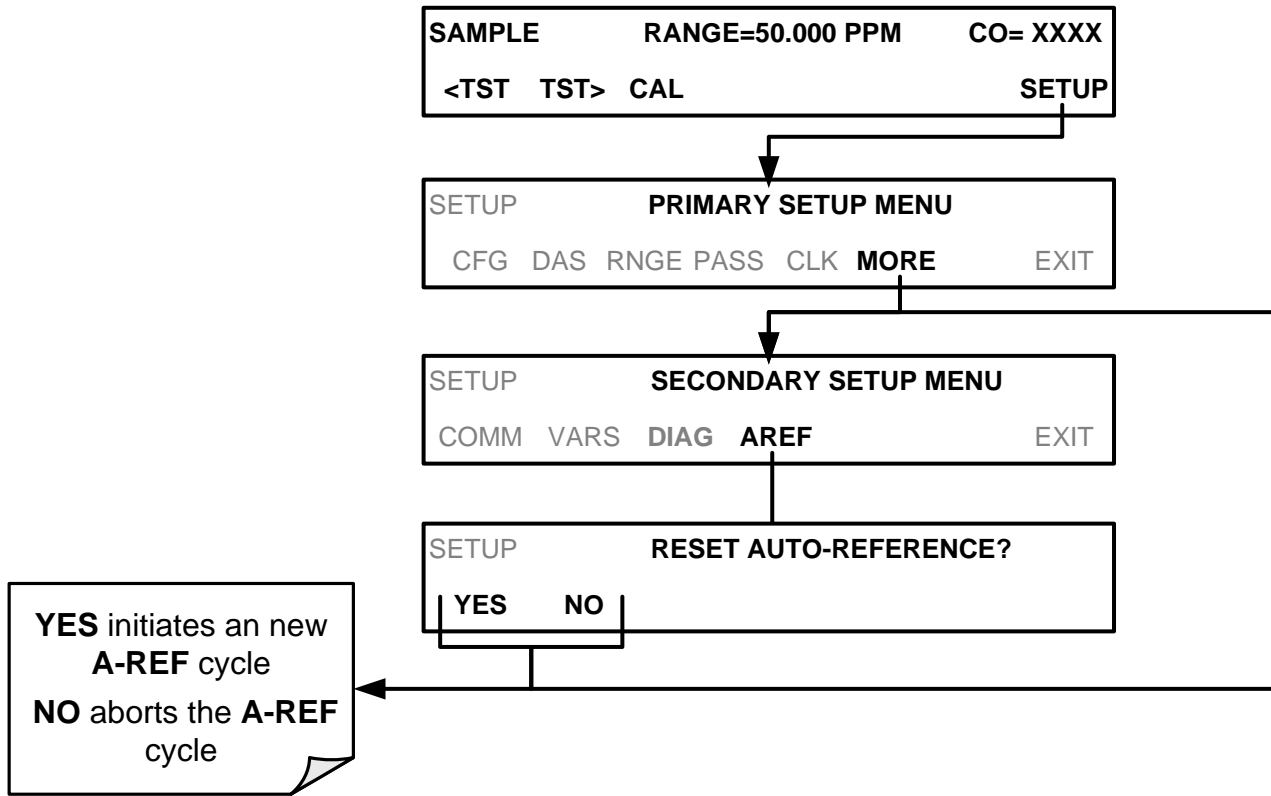 SAMPLE RANGE=50.000 PPM CO= XXXX
<TST TST> CAL SETUP
SETUP PRIMARY SETUP MENU
CFG DAS RNGE PASS CLK MORE EXIT
SETUP SECONDARY SETUP MENU
COMM VARS DIAG AREF EXIT
SETUP RESET AUTO-REFERENCE?
YES NO
YES initiates an new
A-REF cycle
NO aborts the A-REF
cycle